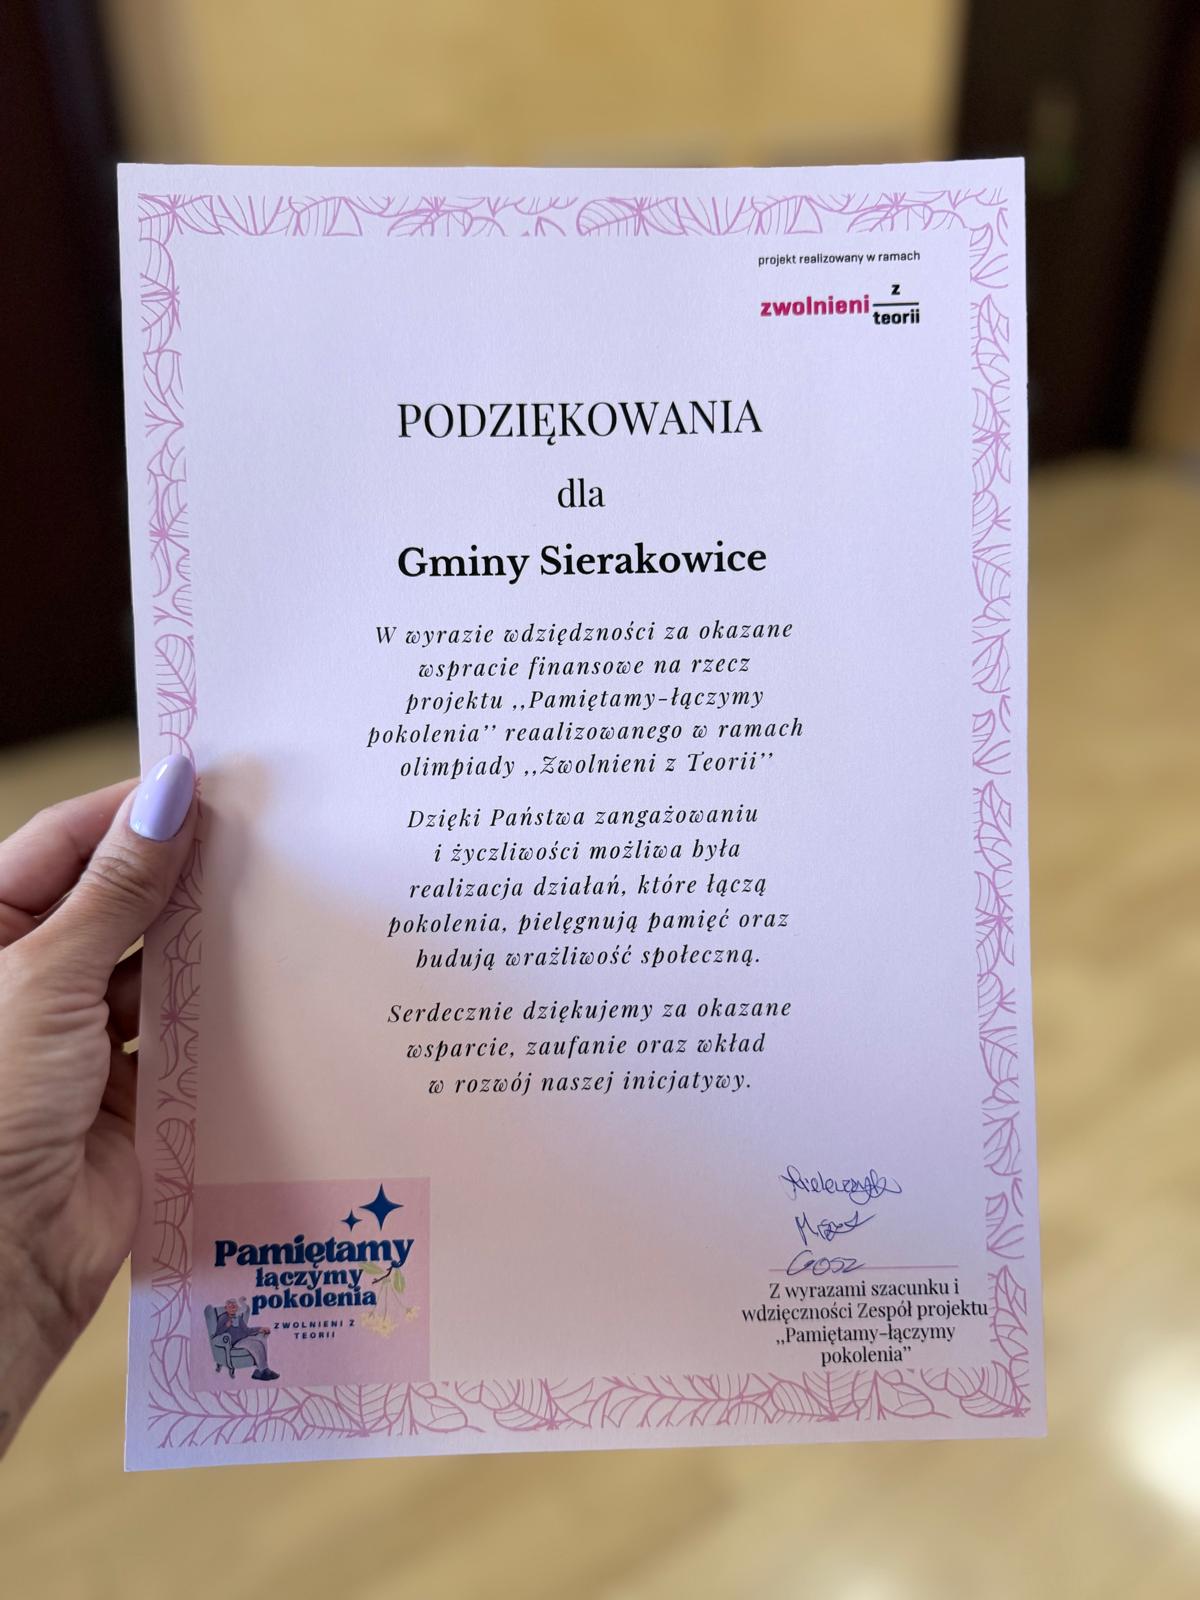 projekt realizowany w ramach
zwolnieni z teorii
PODZIĘKOWANIA
dla
Gminy Sierakowice
W wyrazie wdziędzności za okazane
wspracie finansowe na rzecz
projektu ,,Pamiętamy-łączymy
pokolenia’’ reaalizowanego w ramach
olimpiady ,,Zwolnieni z Teorii’’
Dzięki Państwa zangażowaniu
i życzliwości możliwa była
realizacja działań, które łączą
pokolenia, pielęgnują pamięć oraz
budują wrażliwość społeczną.
Serdecznie dziękujemy za okazane
wsparcie, zaufanie oraz wkład
w rozwój naszej inicjatywy.
Pamiętamy
łączymy
pokolenia
ZWOLNIENI Z
TEORII
Gosz
Z wyrazami szacunku i
wdzięczności Zespół projektu
,,Pamiętamy-łączymy
pokolenia’’